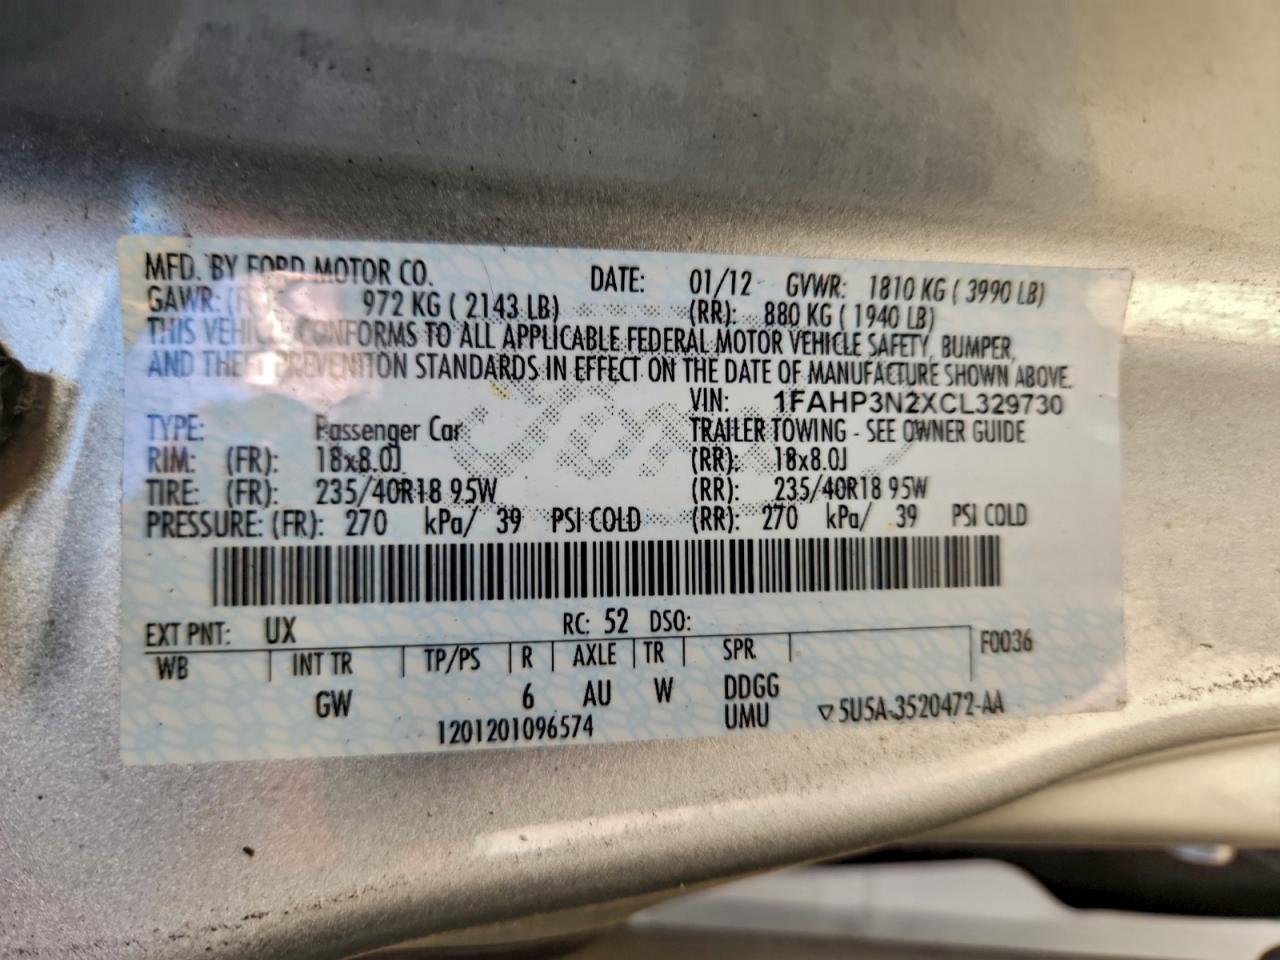 MFD. BY FORD MOTOR CO. DATE: 01/12 GVWR: 1810 KG ( 3990 LB)
GAWR: (F 972 KG ( 2143 LB) (RR): 880 KG ( 1940 LB)
THIS VEHICLE CONFORMS TO ALL APPLICABLE FEDERAL MOTOR VEHICLE SAFETY, BUMPER,
AND THEFT PREVENTION STANDARDS IN EFFECT ON THE DATE OF MANUFACTURE SHOWN ABOVE.
VIN: 1FAHP3N2XCL329730
TYPE: Passenger Car TRAILER TOWING - SEE OWNER GUIDE
RIM: (FR): 18x8.0J (RR): 18x8.0J
TIRE: (FR): 235/40R18 95W (RR): 235/40R18 95W
PRESSURE: (FR): 270 kPa/ 39 PSI COLD (RR): 270 kPa/ 39 PSI COLD
EXT PNT: UX RC: 52 DSO:
WB INT TR TP/PS R AXLE TR SPR F0036
GW 6 AU W DDGG
1201201096574 UMU ▽5U5A-3520472-AA